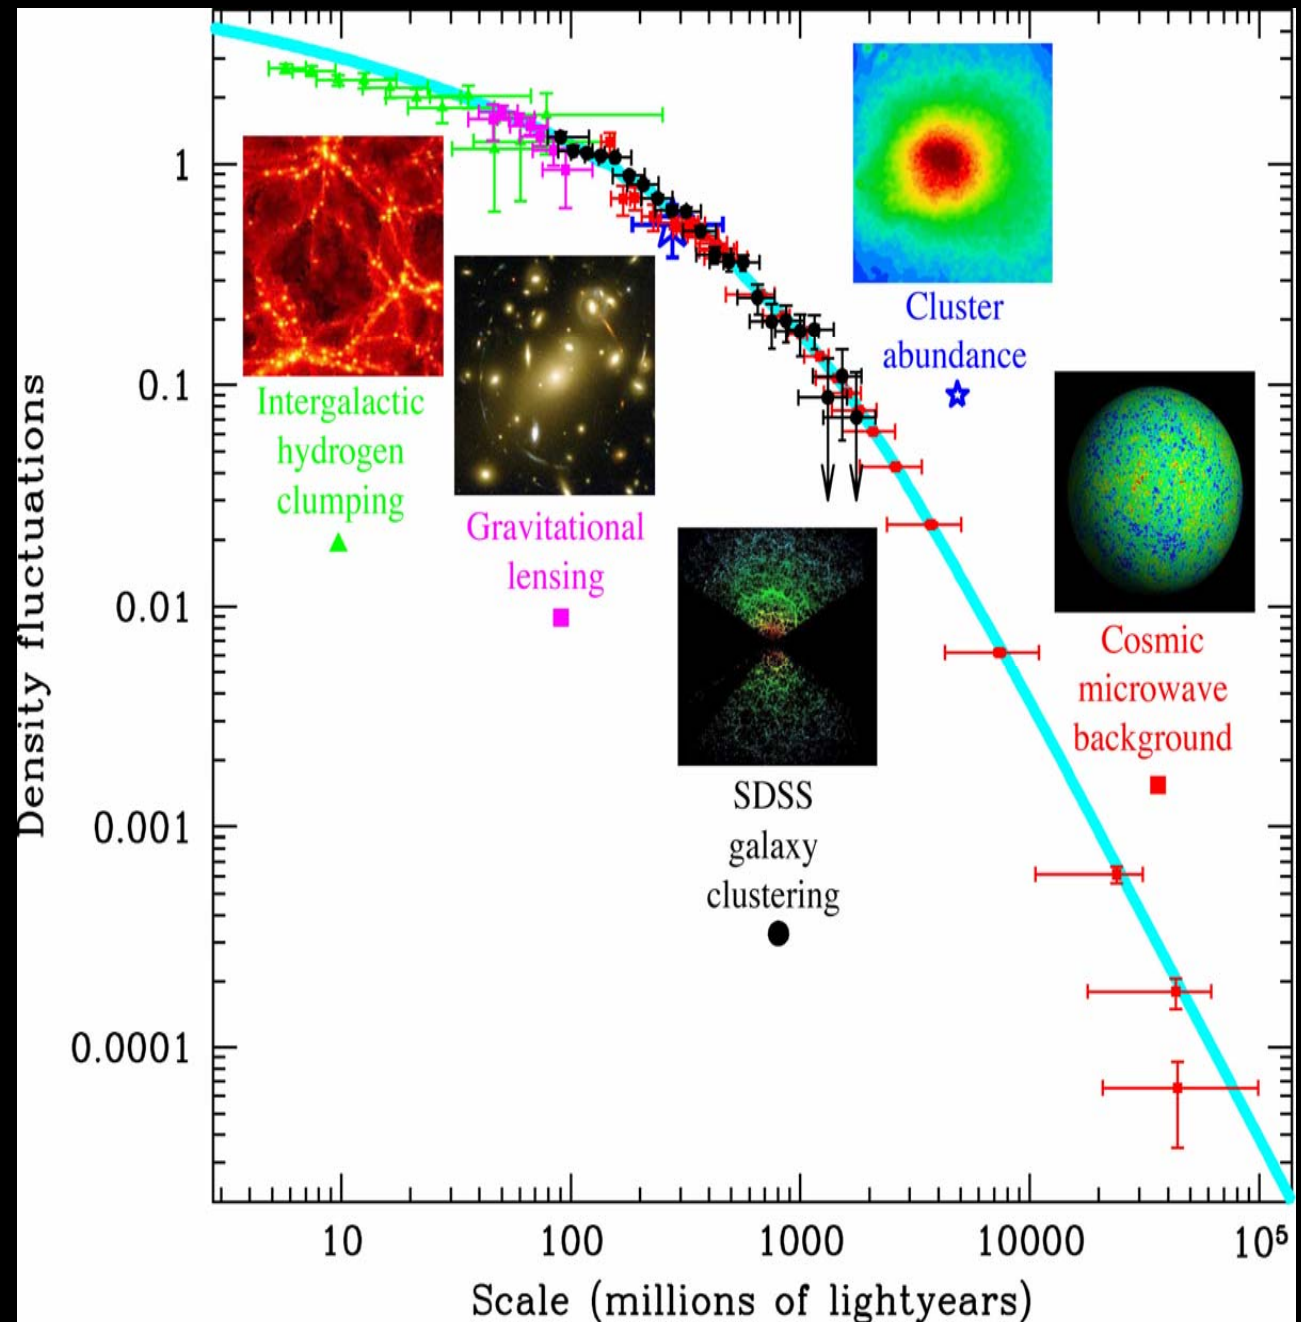 Density fluctuations
1
0.1
0.01
0.001
0.0001
Intergalactic
hydrogen
clumping
Gravitational
lensing
SDSS
galaxy
clustering
Cluster
abundance
Cosmic
microwave
background
10
100
1000
10000
10⁵
Scale (millions of lightyears)